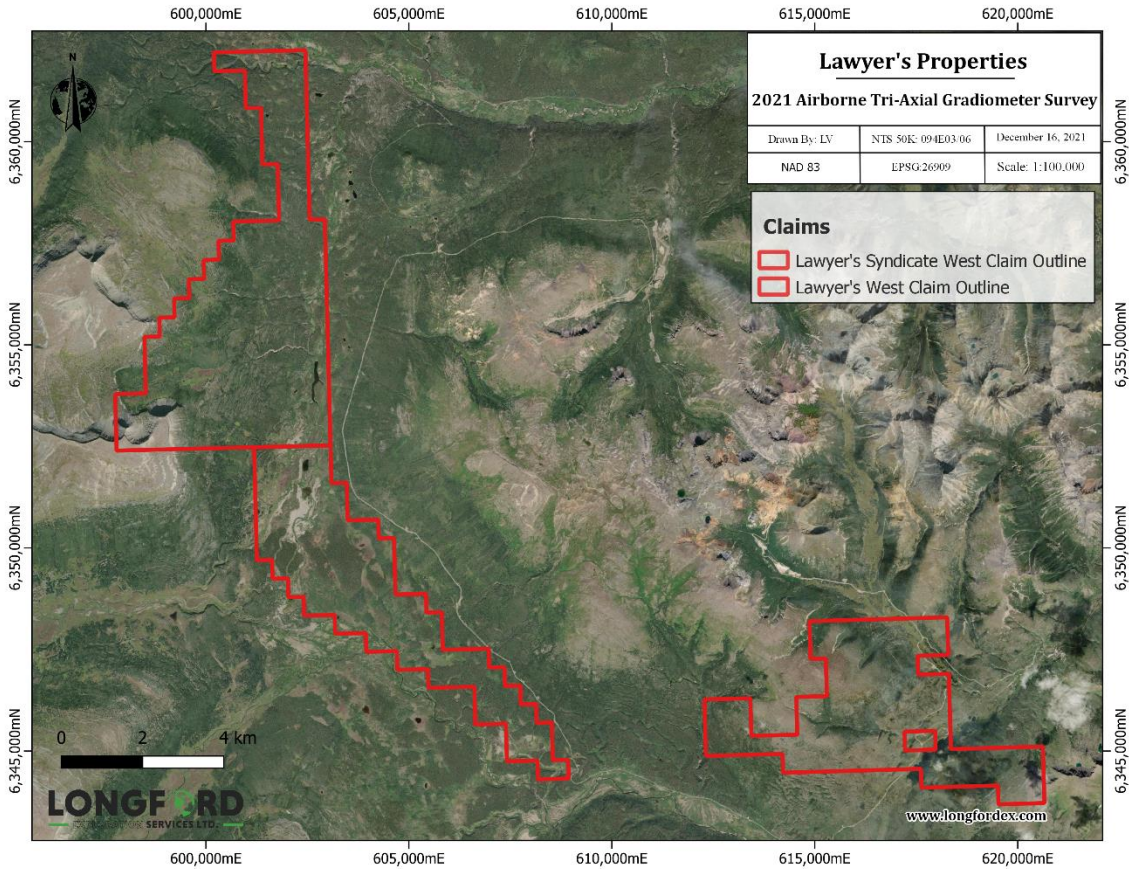 600,000mE 605,000mE 610,000mE 615,000mE 620,000mE
N
Lawyer's Properties
2021 Airborne Tri-Axial Gradiometer Survey
Drawn By: LV NTS 50K: 094E03/06 December 16, 2021
NAD 83 EPSG:26909 Scale: 1:100,000
Claims
Lawyer's Syndicate West Claim Outline
Lawyer's West Claim Outline
6,360,000mN 6,360,000mN
6,355,000mN 6,355,000mN
6,350,000mN 6,350,000mN
6,345,000mN 6,345,000mN
0 2 4 km
LONGFORD
SERVICES LTD.
www.longfordex.com
600,000mE 605,000mE 610,000mE 615,000mE 620,000mE